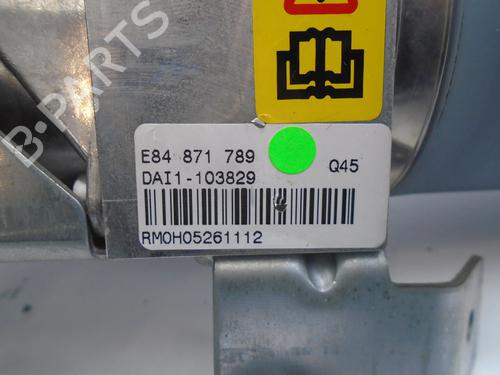 B-PARTS
E84 871 789
Q45
DAI1-103829
RM0H05261112